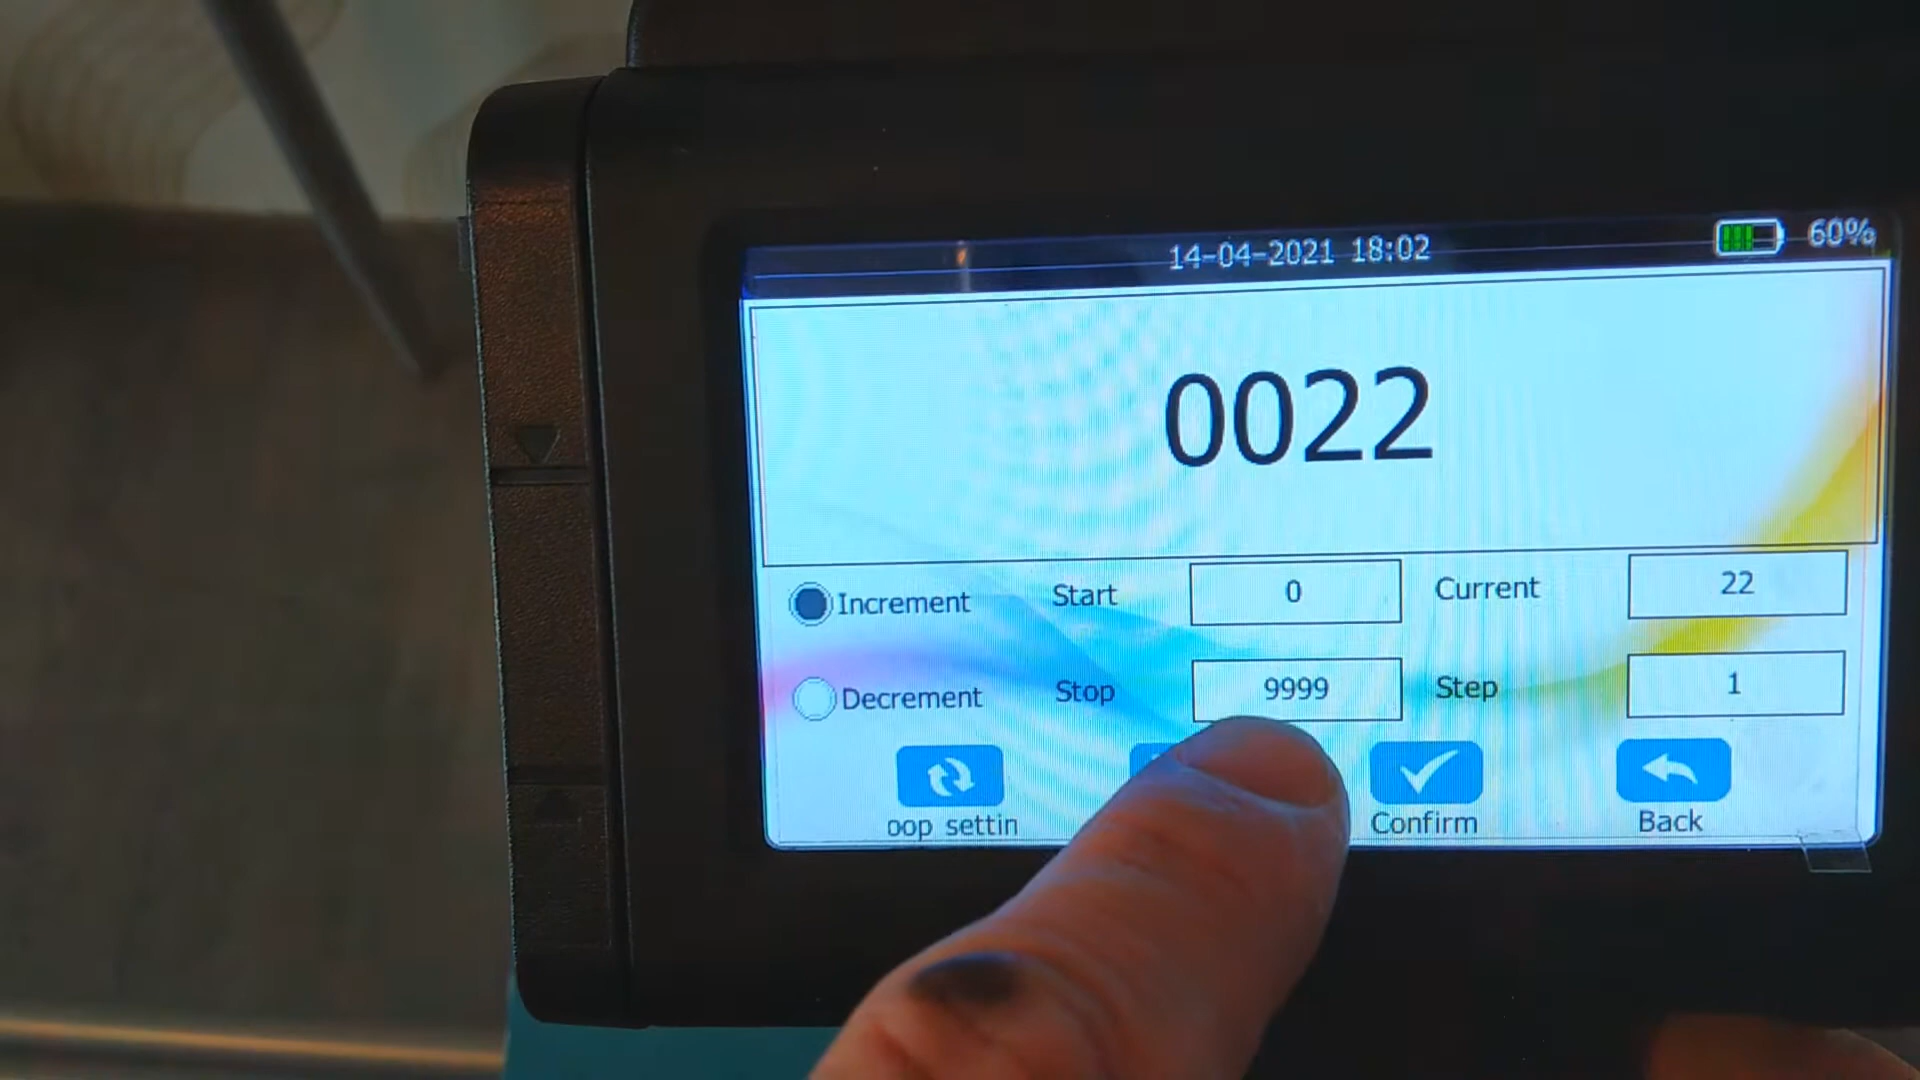 14-04-2021 18:02 60%
0022
Increment Start 0 Current 22
Decrement Stop 9999 Step 1
oop settin Confirm Back